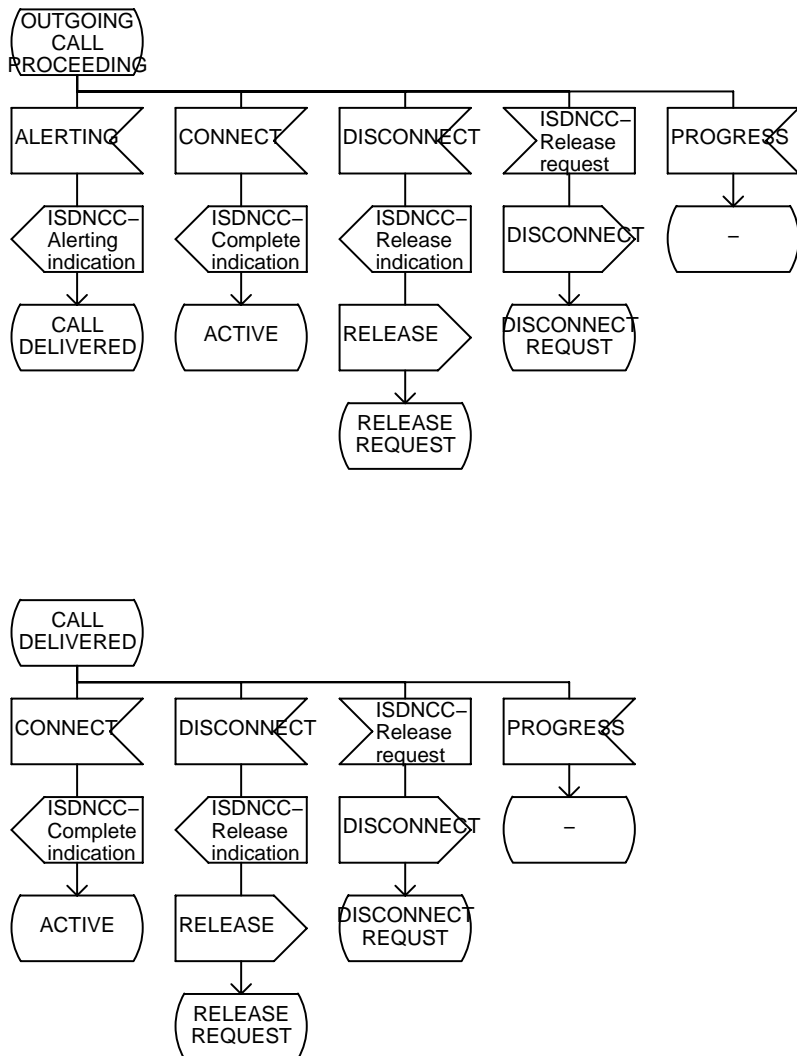 OUTGOING
CALL
PROCEEDING
ALERTING
CONNECT
DISCONNECT
ISDNCC–
Release
request
PROGRESS
ISDNCC–
Alerting
indication
ISDNCC–
Complete
indication
ISDNCC–
Release
indication
DISCONNECT
–
CALL
DELIVERED
ACTIVE
RELEASE
DISCONNECT
REQUST
RELEASE
REQUEST
CALL
DELIVERED
CONNECT
DISCONNECT
ISDNCC–
Release
request
PROGRESS
ISDNCC–
Complete
indication
ISDNCC–
Release
indication
DISCONNECT
–
ACTIVE
RELEASE
DISCONNECT
REQUST
RELEASE
REQUEST